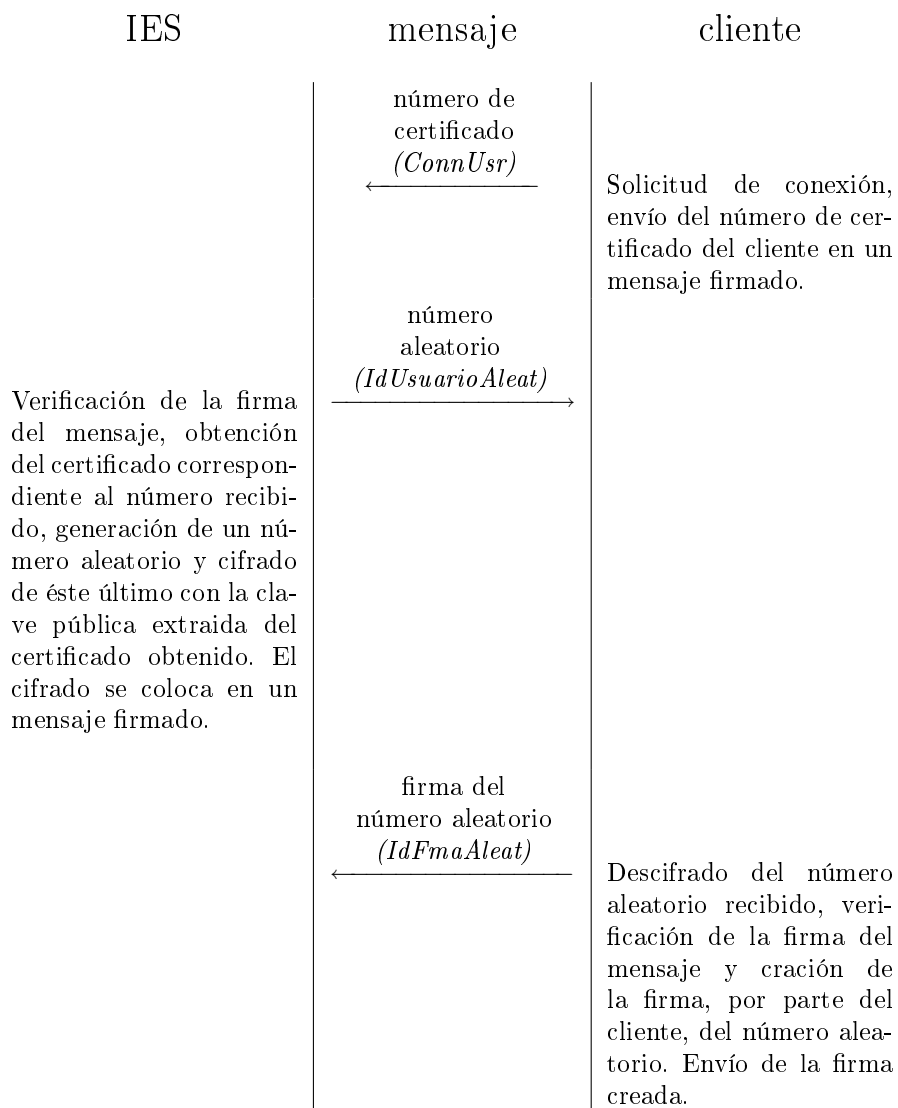 IES mensaje cliente
número de
certificado
(ConnUsr)
Solicitud de conexión,
envío del número de cer-
tificado del cliente en un
mensaje firmado.
número
aleatorio
(IdUsuarioAleat)
Verificación de la firma
del mensaje, obtención
del certificado correspon-
diente al número recibi-
do, generación de un nú-
mero aleatorio y cifrado
de éste último con la cla-
ve pública extraida del
certificado obtenido. El
cifrado se coloca en un
mensaje firmado.
firma del
número aleatorio
(IdFmaAleat)
Descifrado del número
aleatorio recibido, veri-
ficación de la firma del
mensaje y cración de
la firma, por parte del
cliente, del número alea-
torio. Envío de la firma
creada.